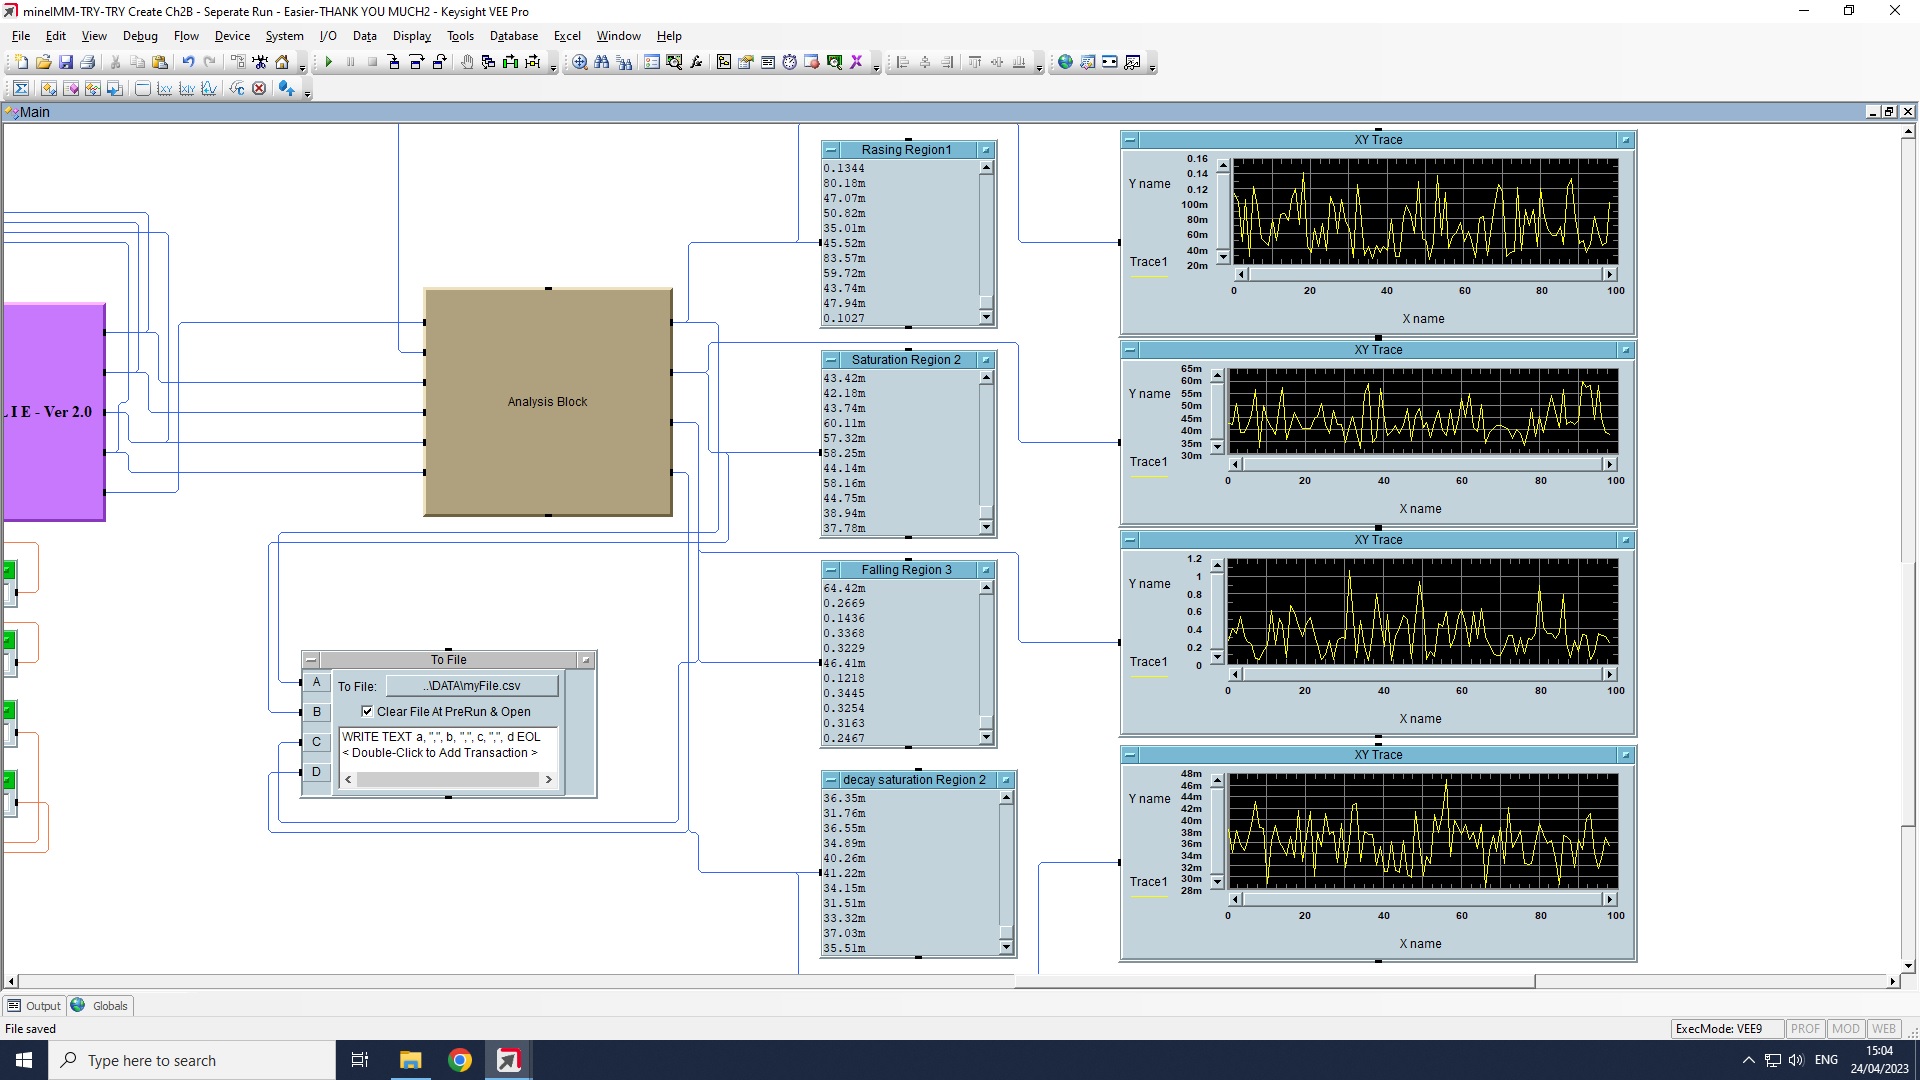 mineIMM-TRY-TRY Create Ch2B - Seperate Run - Easier-THANK YOU MUCH2 - Keysight VEE Pro
File Edit View Debug Flow Device System I/O Data Display Tools Database Excel Window Help
Main
L I E - Ver 2.0
Analysis Block
To File
A
B
C
D
To File: ..\DATA\myFile.csv
Clear File At PreRun & Open
WRITE TEXT a, ",", b, ",", c, ",", d EOL
< Double-Click to Add Transaction >
Rasing Region1
0.1344
80.18m
47.07m
50.82m
35.01m
45.52m
83.57m
59.72m
43.74m
47.94m
0.1027
Saturation Region 2
43.42m
42.18m
43.74m
60.11m
57.32m
58.25m
44.14m
58.16m
44.75m
38.94m
37.78m
Falling Region 3
64.42m
0.2669
0.1436
0.3368
0.3229
46.41m
0.1218
0.3445
0.3254
0.3163
0.2467
decay saturation Region 2
36.35m
31.76m
36.55m
34.89m
40.26m
41.22m
34.15m
31.51m
33.32m
37.03m
35.51m
XY Trace
Y name
Trace1
0.16
0.14
0.12
100m
80m
60m
40m
20m
0 20 40 60 80 100
X name
XY Trace
Y name
Trace1
65m
60m
55m
50m
45m
40m
35m
30m
0 20 40 60 80 100
X name
XY Trace
Y name
Trace1
1.2
1
0.8
0.6
0.4
0.2
0
0 20 40 60 80 100
X name
XY Trace
Y name
Trace1
48m
46m
44m
42m
40m
38m
36m
34m
32m
30m
28m
0 20 40 60 80 100
X name
Output Globals
File saved
ExecMode: VEE9 PROF MOD WEB
Type here to search
ENG
15:04
24/04/2023